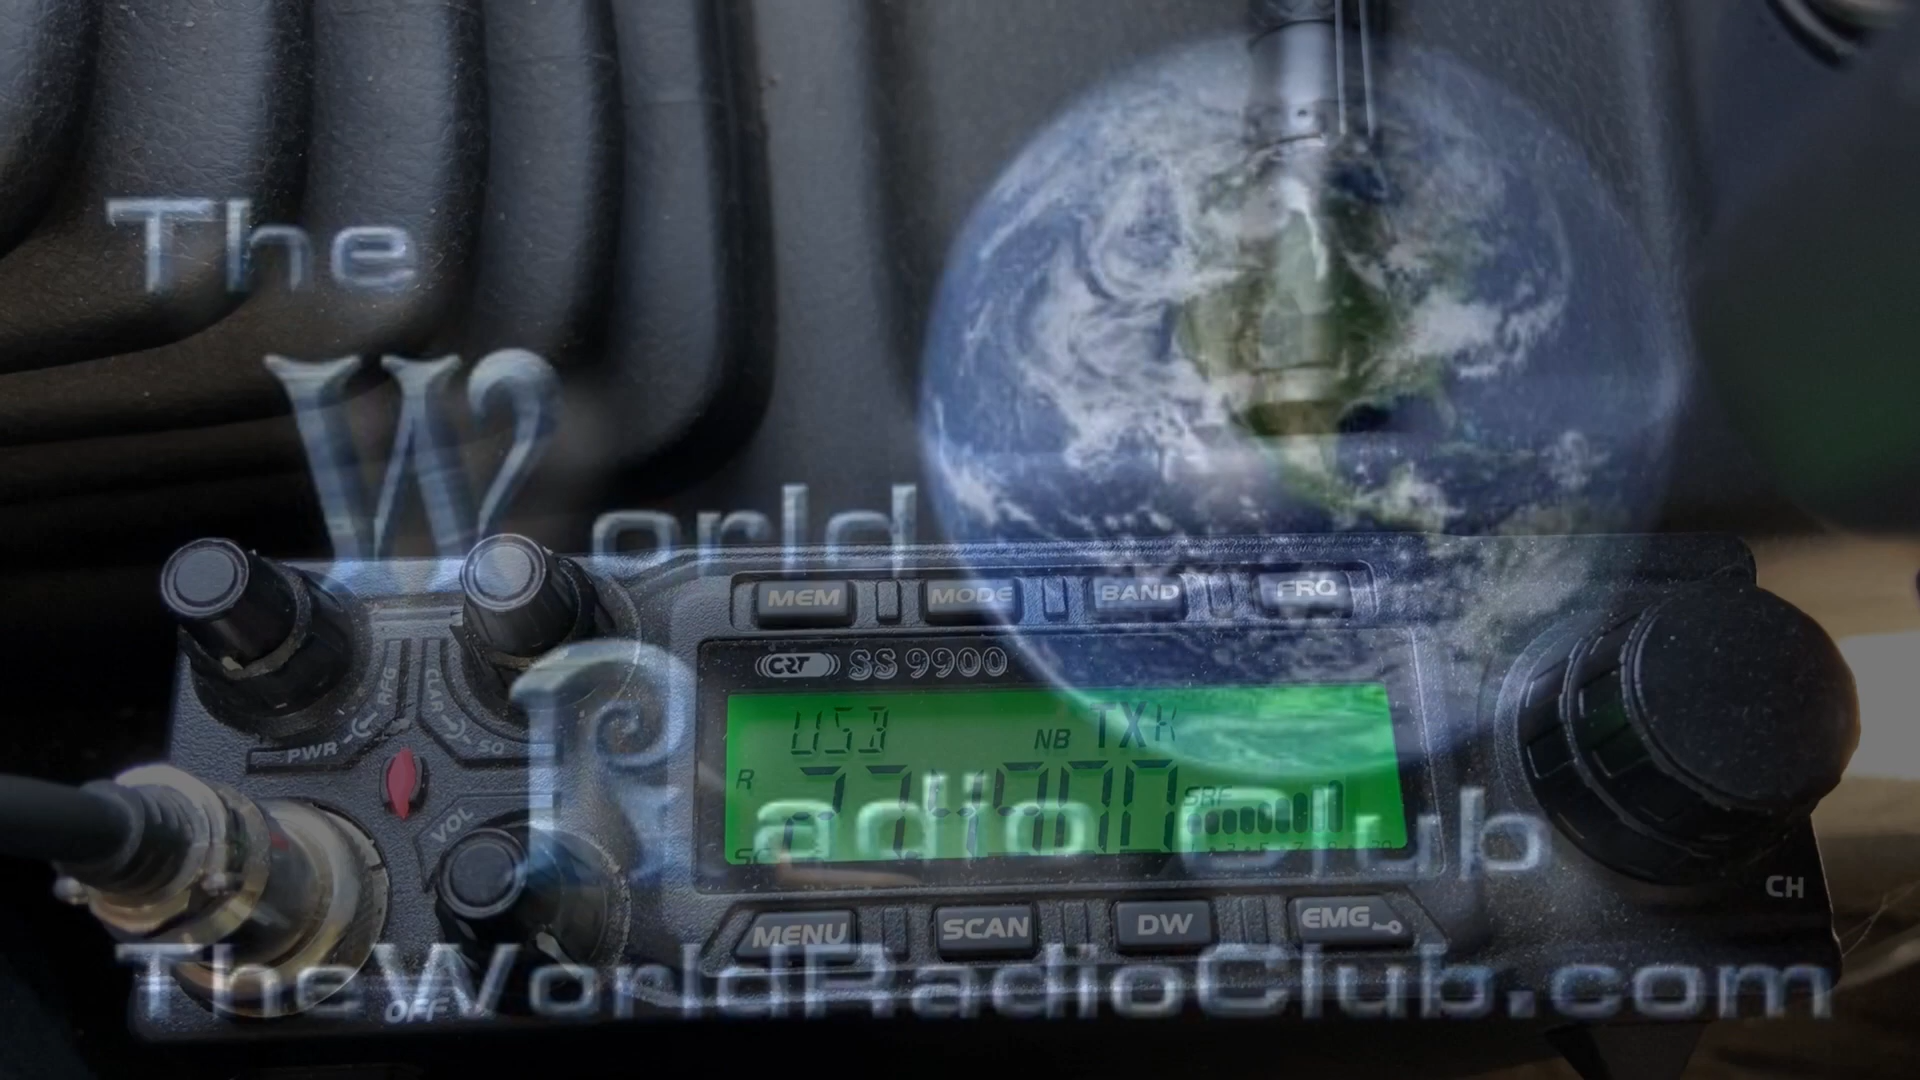 The
World
MEM MODE BAND FRQ
CRT SS 9900
RFG CLAR
PWR SQ
USB NB TX
R
VOL
SRF
Radio Club
MENU SCAN DW EMG
CH
TheWorldRadioClub.com
OFF